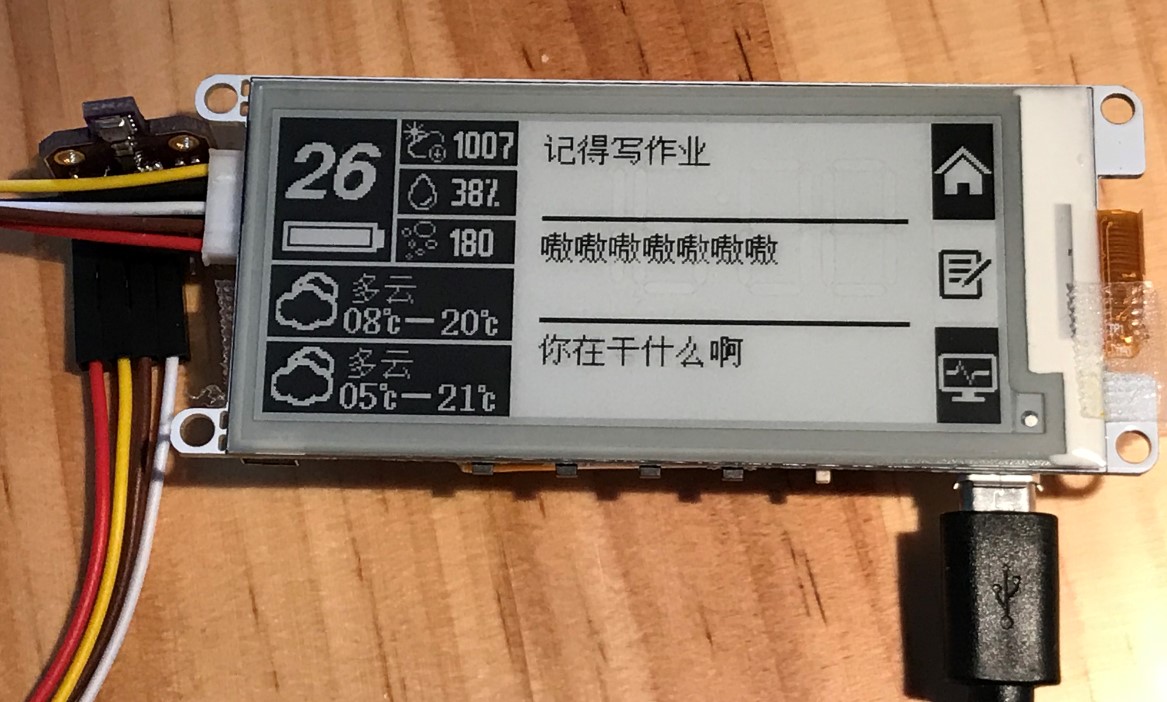 26
1007
38%
180
多云
08℃—20℃
多云
05℃—21℃
记得写作业
嗷嗷嗷嗷嗷嗷嗷
你在干什么啊